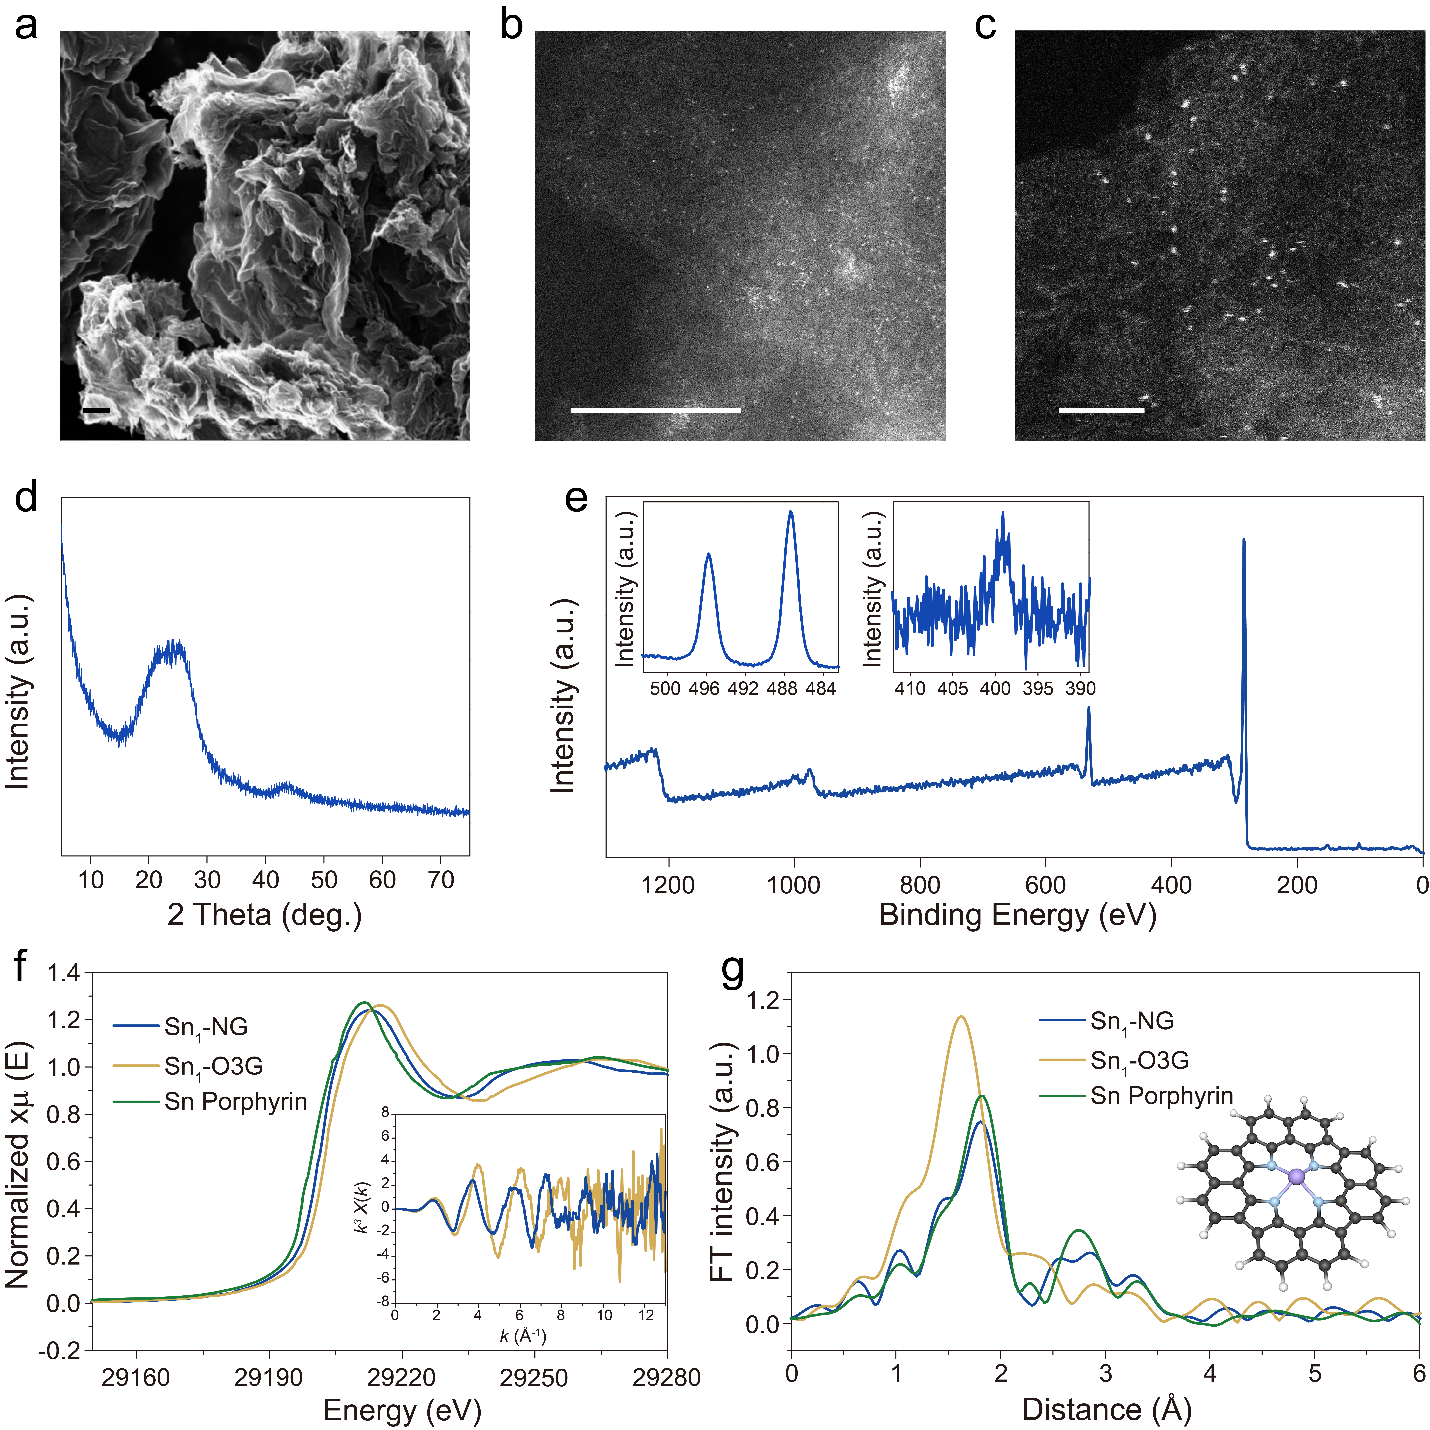 a
b
c
d
Intensity (a.u.)
10 20 30 40 50 60 70
2 Theta (deg.)
e
Intensity (a.u.)
Intensity (a.u.)
500 496 492 488 484
Intensity (a.u.)
410 405 400 395 390
1200 1000 800 600 400 200 0
Binding Energy (eV)
f
Normalized xμ (E)
1.4
1.2
1.0
0.8
0.6
0.4
0.2
0.0
-0.2
Sn1-NG
Sn1-O3G
Sn Porphyrin
k3 X(k)
8
6
4
2
0
-2
-4
-6
-8
0 2 4 6 8 10 12
k (Å-1)
29160 29190 29220 29250 29280
Energy (eV)
g
FT intensity (a.u.)
1.2
1.0
0.8
0.6
0.4
0.2
0.0
Sn1-NG
Sn1-O3G
Sn Porphyrin
0 1 2 3 4 5 6
Distance (Å)